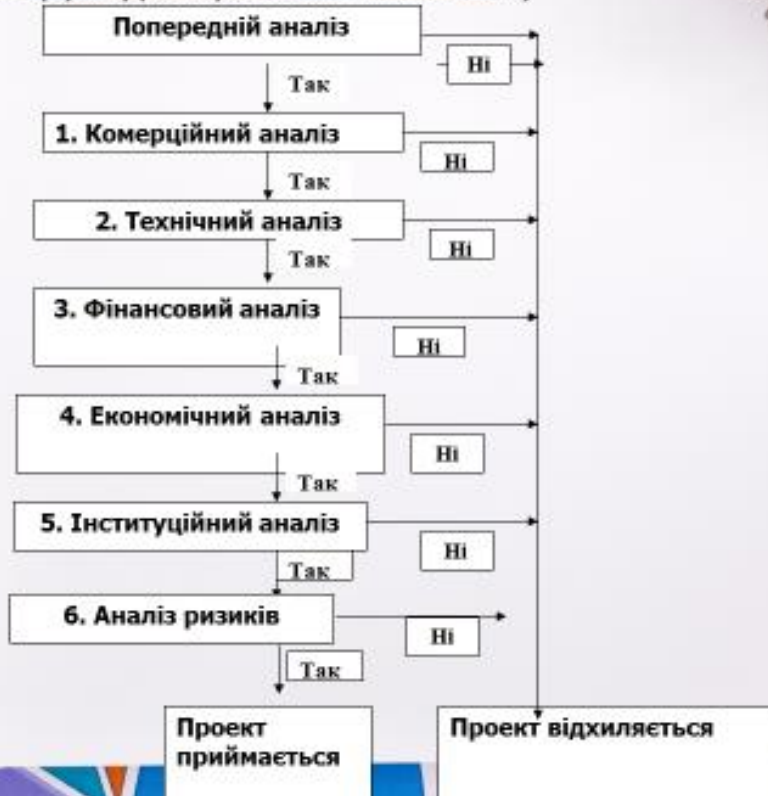 Попередній аналіз
Ні
Так
1. Комерційний аналіз
Ні
Так
2. Технічний аналіз
Ні
Так
3. Фінансовий аналіз
Ні
Так
4. Економічний аналіз
Ні
Так
5. Інституційний аналіз
Ні
Так
6. Аналіз ризиків
Ні
Так
Проект
приймається
Проект відхиляється